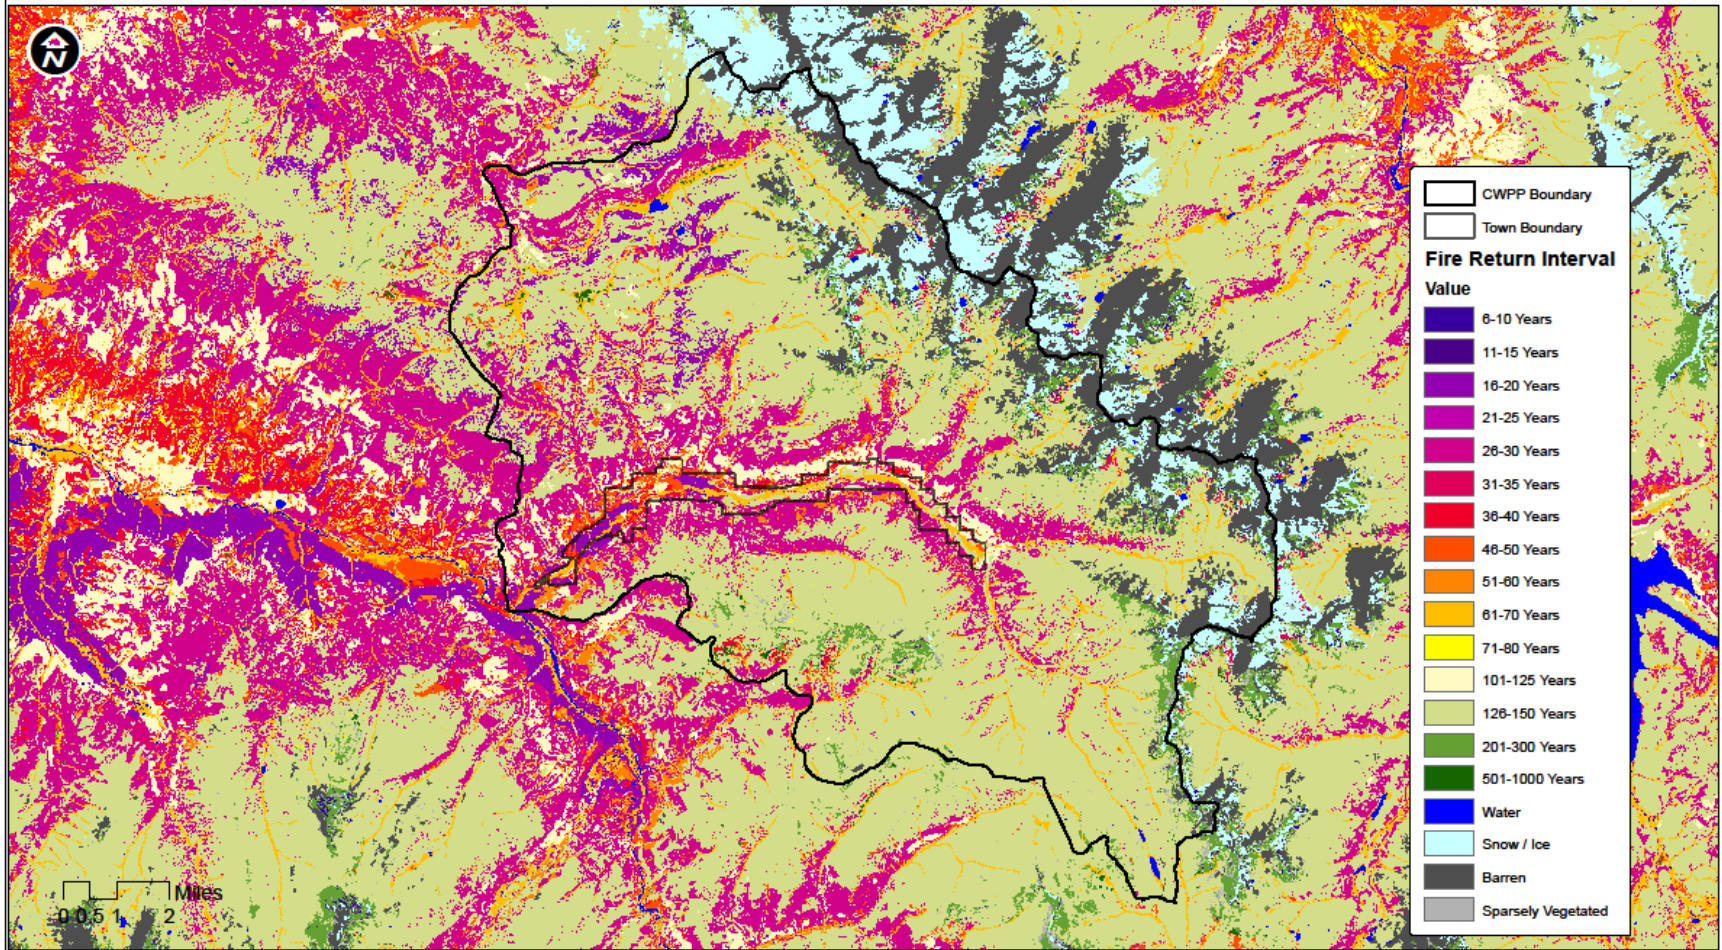 N
CWPP Boundary
Town Boundary
Fire Return Interval
Value
6-10 Years
11-15 Years
16-20 Years
21-25 Years
26-30 Years
31-35 Years
36-40 Years
46-50 Years
51-60 Years
61-70 Years
71-80 Years
101-125 Years
126-150 Years
201-300 Years
501-1000 Years
Water
Snow / Ice
Barren
Sparsely Vegetated
Miles
0 0.5 1 2